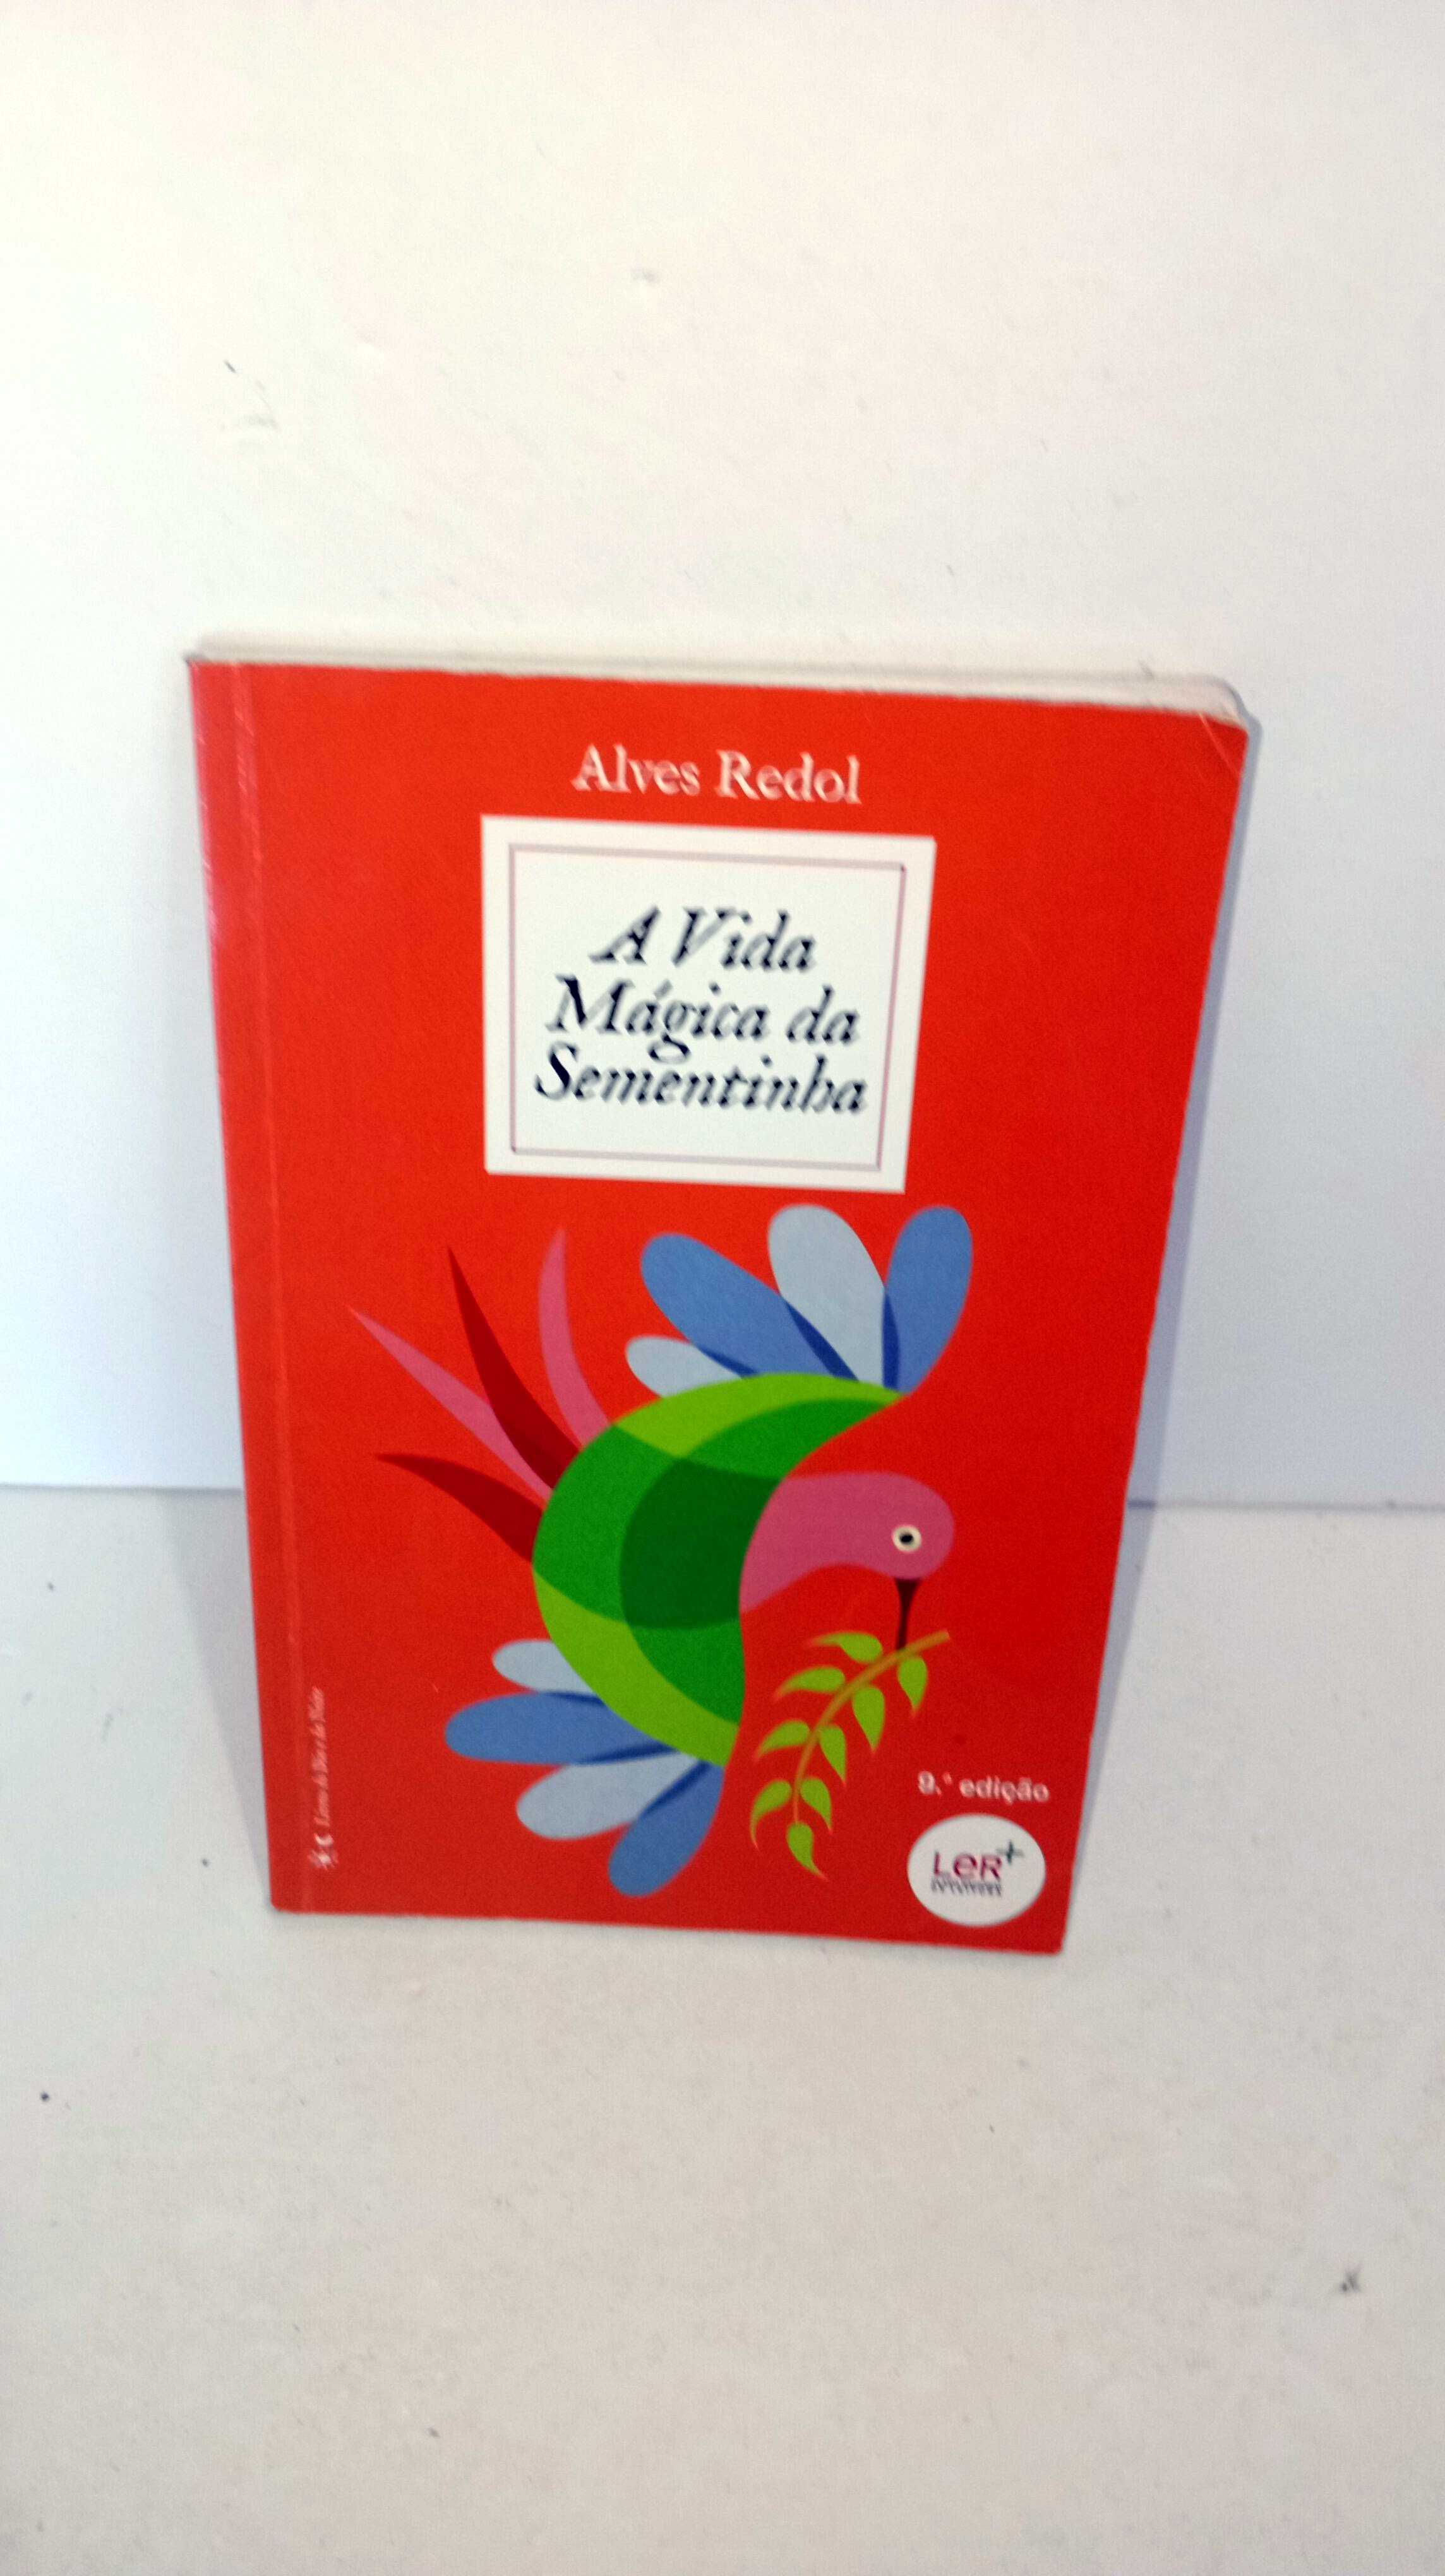 Alves Redol
A Vida
Mágica da
Sementinha
9.ª edição
LeR+